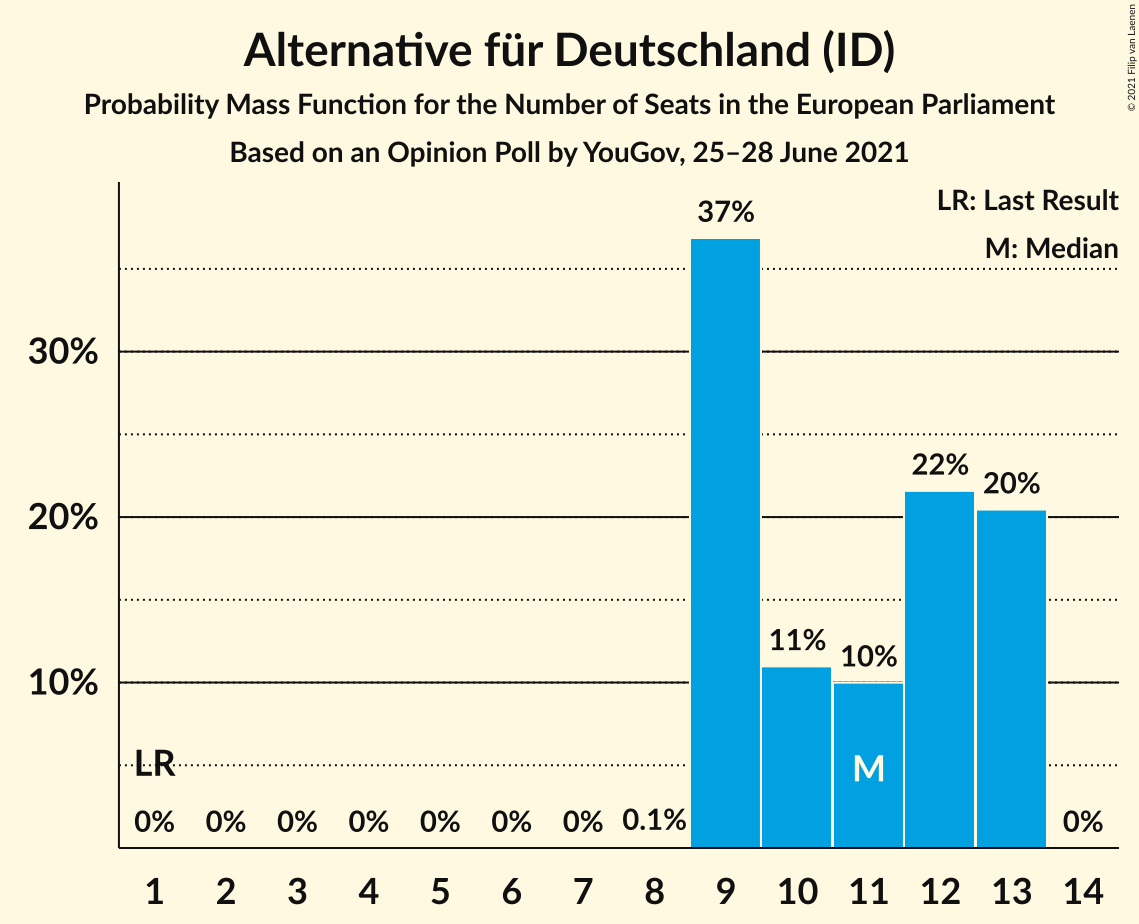 Alternative für Deutschland (ID)
Probability Mass Function for the Number of Seats in the European Parliament
Based on an Opinion Poll by YouGov, 25–28 June 2021
© 2021 Filip van Laenen
LR: Last Result
M: Median
37%
30%
22%
20%
20%
11%
10%
10%
LR
M
0% 0% 0% 0% 0% 0% 0% 0.1% 0%
1 2 3 4 5 6 7 8 9 10 11 12 13 14